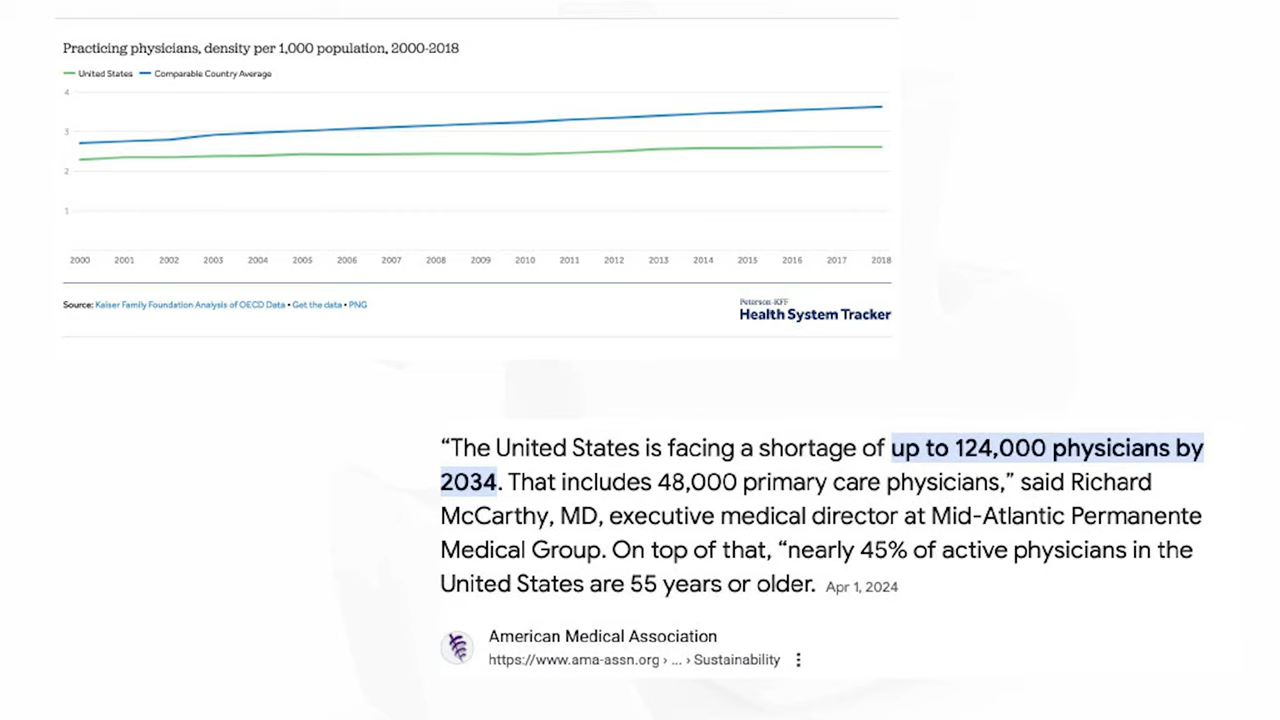 Practicing physicians, density per 1,000 population, 2000-2018
United States Comparable Country Average
4
3
2
1
2000 2001 2002 2003 2004 2005 2006 2007 2008 2009 2010 2011 2012 2013 2014 2015 2016 2017 2018
Source: Kaiser Family Foundation Analysis of OECD Data • Get the data • PNG
Peterson-KFF
Health System Tracker
“The United States is facing a shortage of up to 124,000 physicians by
2034. That includes 48,000 primary care physicians,” said Richard
McCarthy, MD, executive medical director at Mid-Atlantic Permanente
Medical Group. On top of that, “nearly 45% of active physicians in the
United States are 55 years or older. Apr 1, 2024
American Medical Association
https://www.ama-assn.org › ... › Sustainability